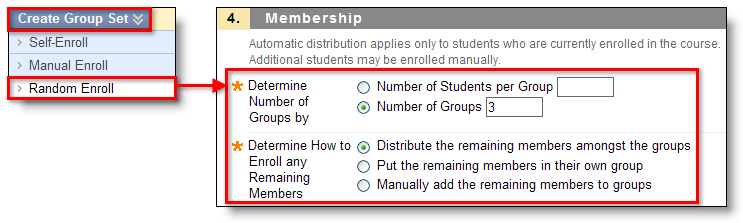 Create Group Set
Self-Enroll
Manual Enroll
Random Enroll
4. Membership
Automatic distribution applies only to students who are currently enrolled in the course.
Additional students may be enrolled manually.
Determine
Number of
Groups by
Number of Students per Group
Number of Groups 3
Determine How to
Enroll any
Remaining
Members
Distribute the remaining members amongst the groups
Put the remaining members in their own group
Manually add the remaining members to groups